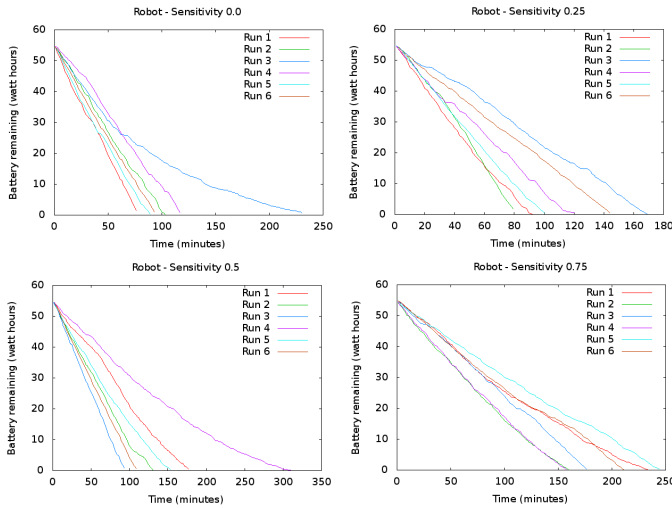 Robot - Sensitivity 0.0
Battery remaining (watt hours)
60
50
40
30
20
10
0
Run 1
Run 2
Run 3
Run 4
Run 5
Run 6
0 50 100 150 200 250
Time (minutes)
Robot - Sensitivity 0.25
Battery remaining (watt hours)
60
50
40
30
20
10
0
Run 1
Run 2
Run 3
Run 4
Run 5
Run 6
0 20 40 60 80 100 120 140 160 180
Time (minutes)
Robot - Sensitivity 0.5
Battery remaining (watt hours)
60
50
40
30
20
10
0
Run 1
Run 2
Run 3
Run 4
Run 5
Run 6
0 50 100 150 200 250 300 350
Time (minutes)
Robot - Sensitivity 0.75
Battery remaining (watt hours)
60
50
40
30
20
10
0
Run 1
Run 2
Run 3
Run 4
Run 5
Run 6
0 50 100 150 200 250
Time (minutes)